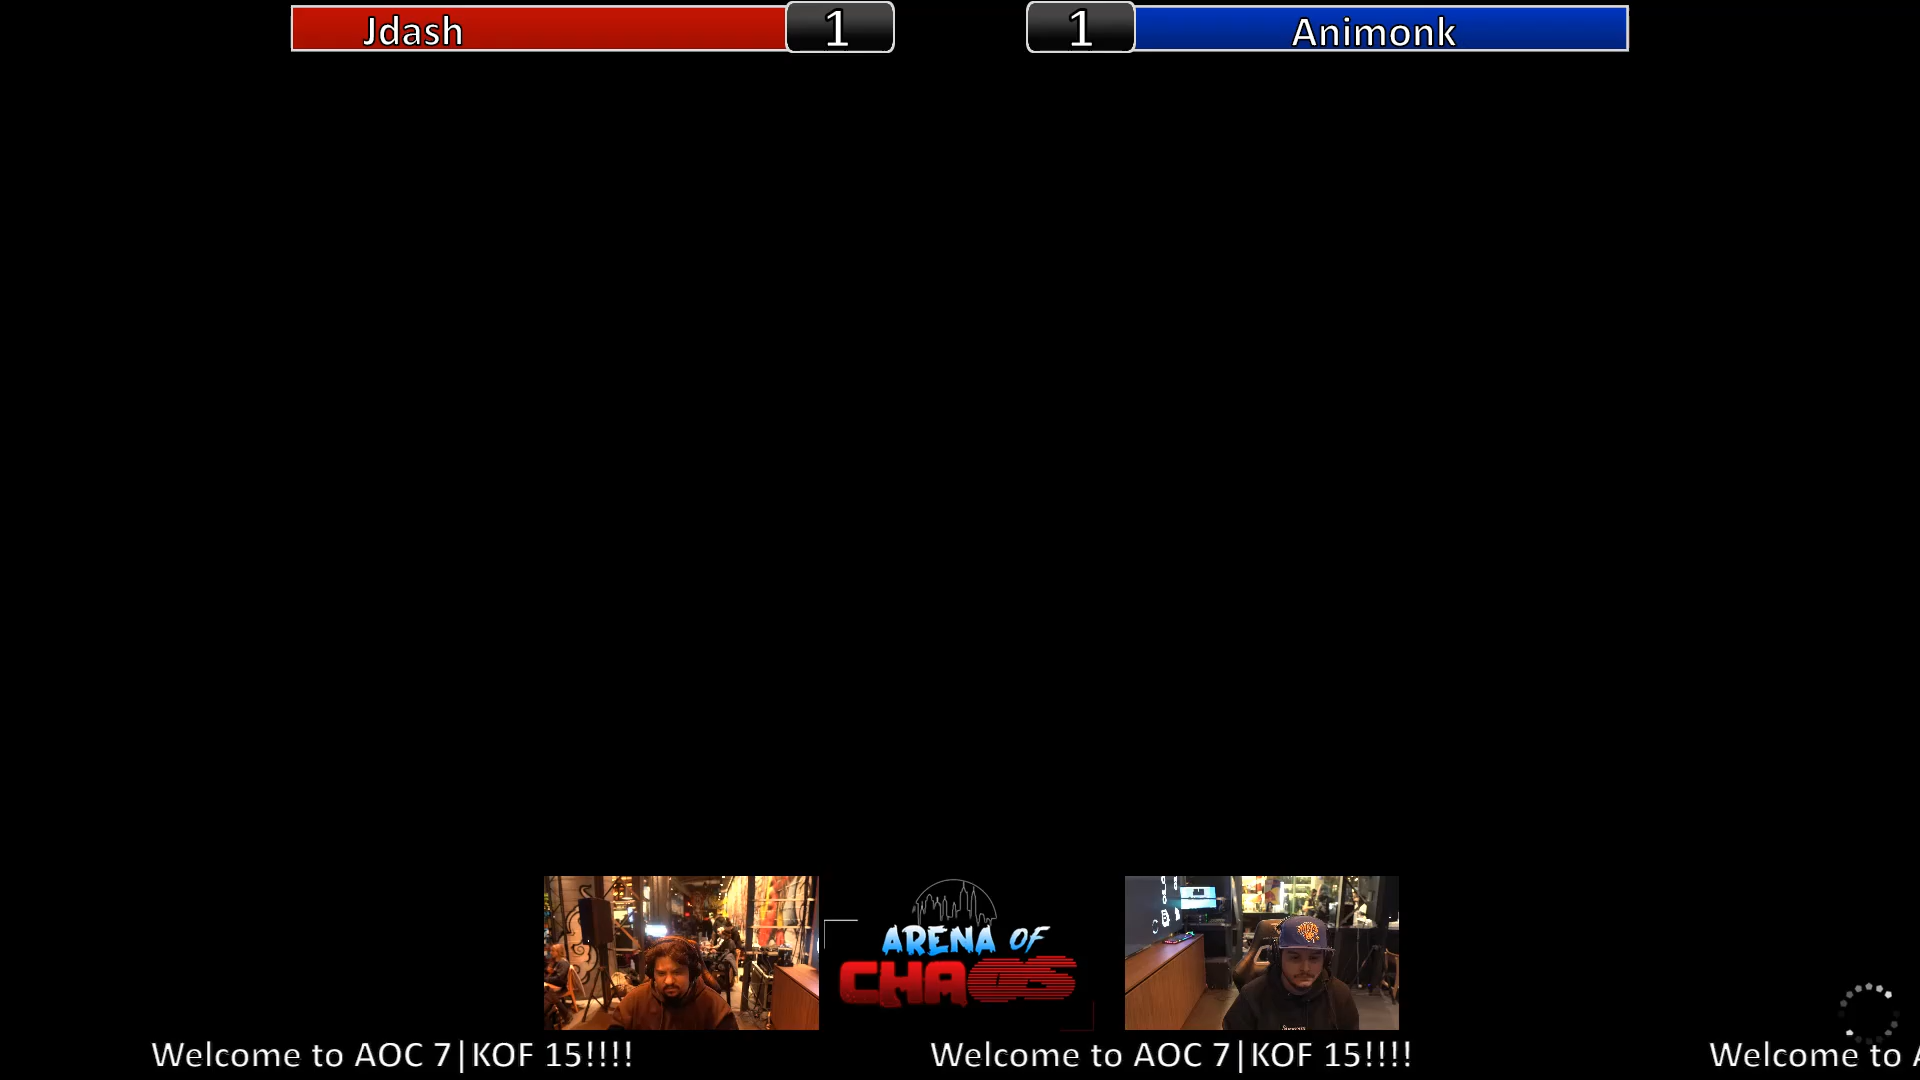 Jdash 1 1 Animonk
ARENA OF
CHAOS
Welcome to AOC 7|KOF 15!!!! Welcome to AOC 7|KOF 15!!!! Welcome to